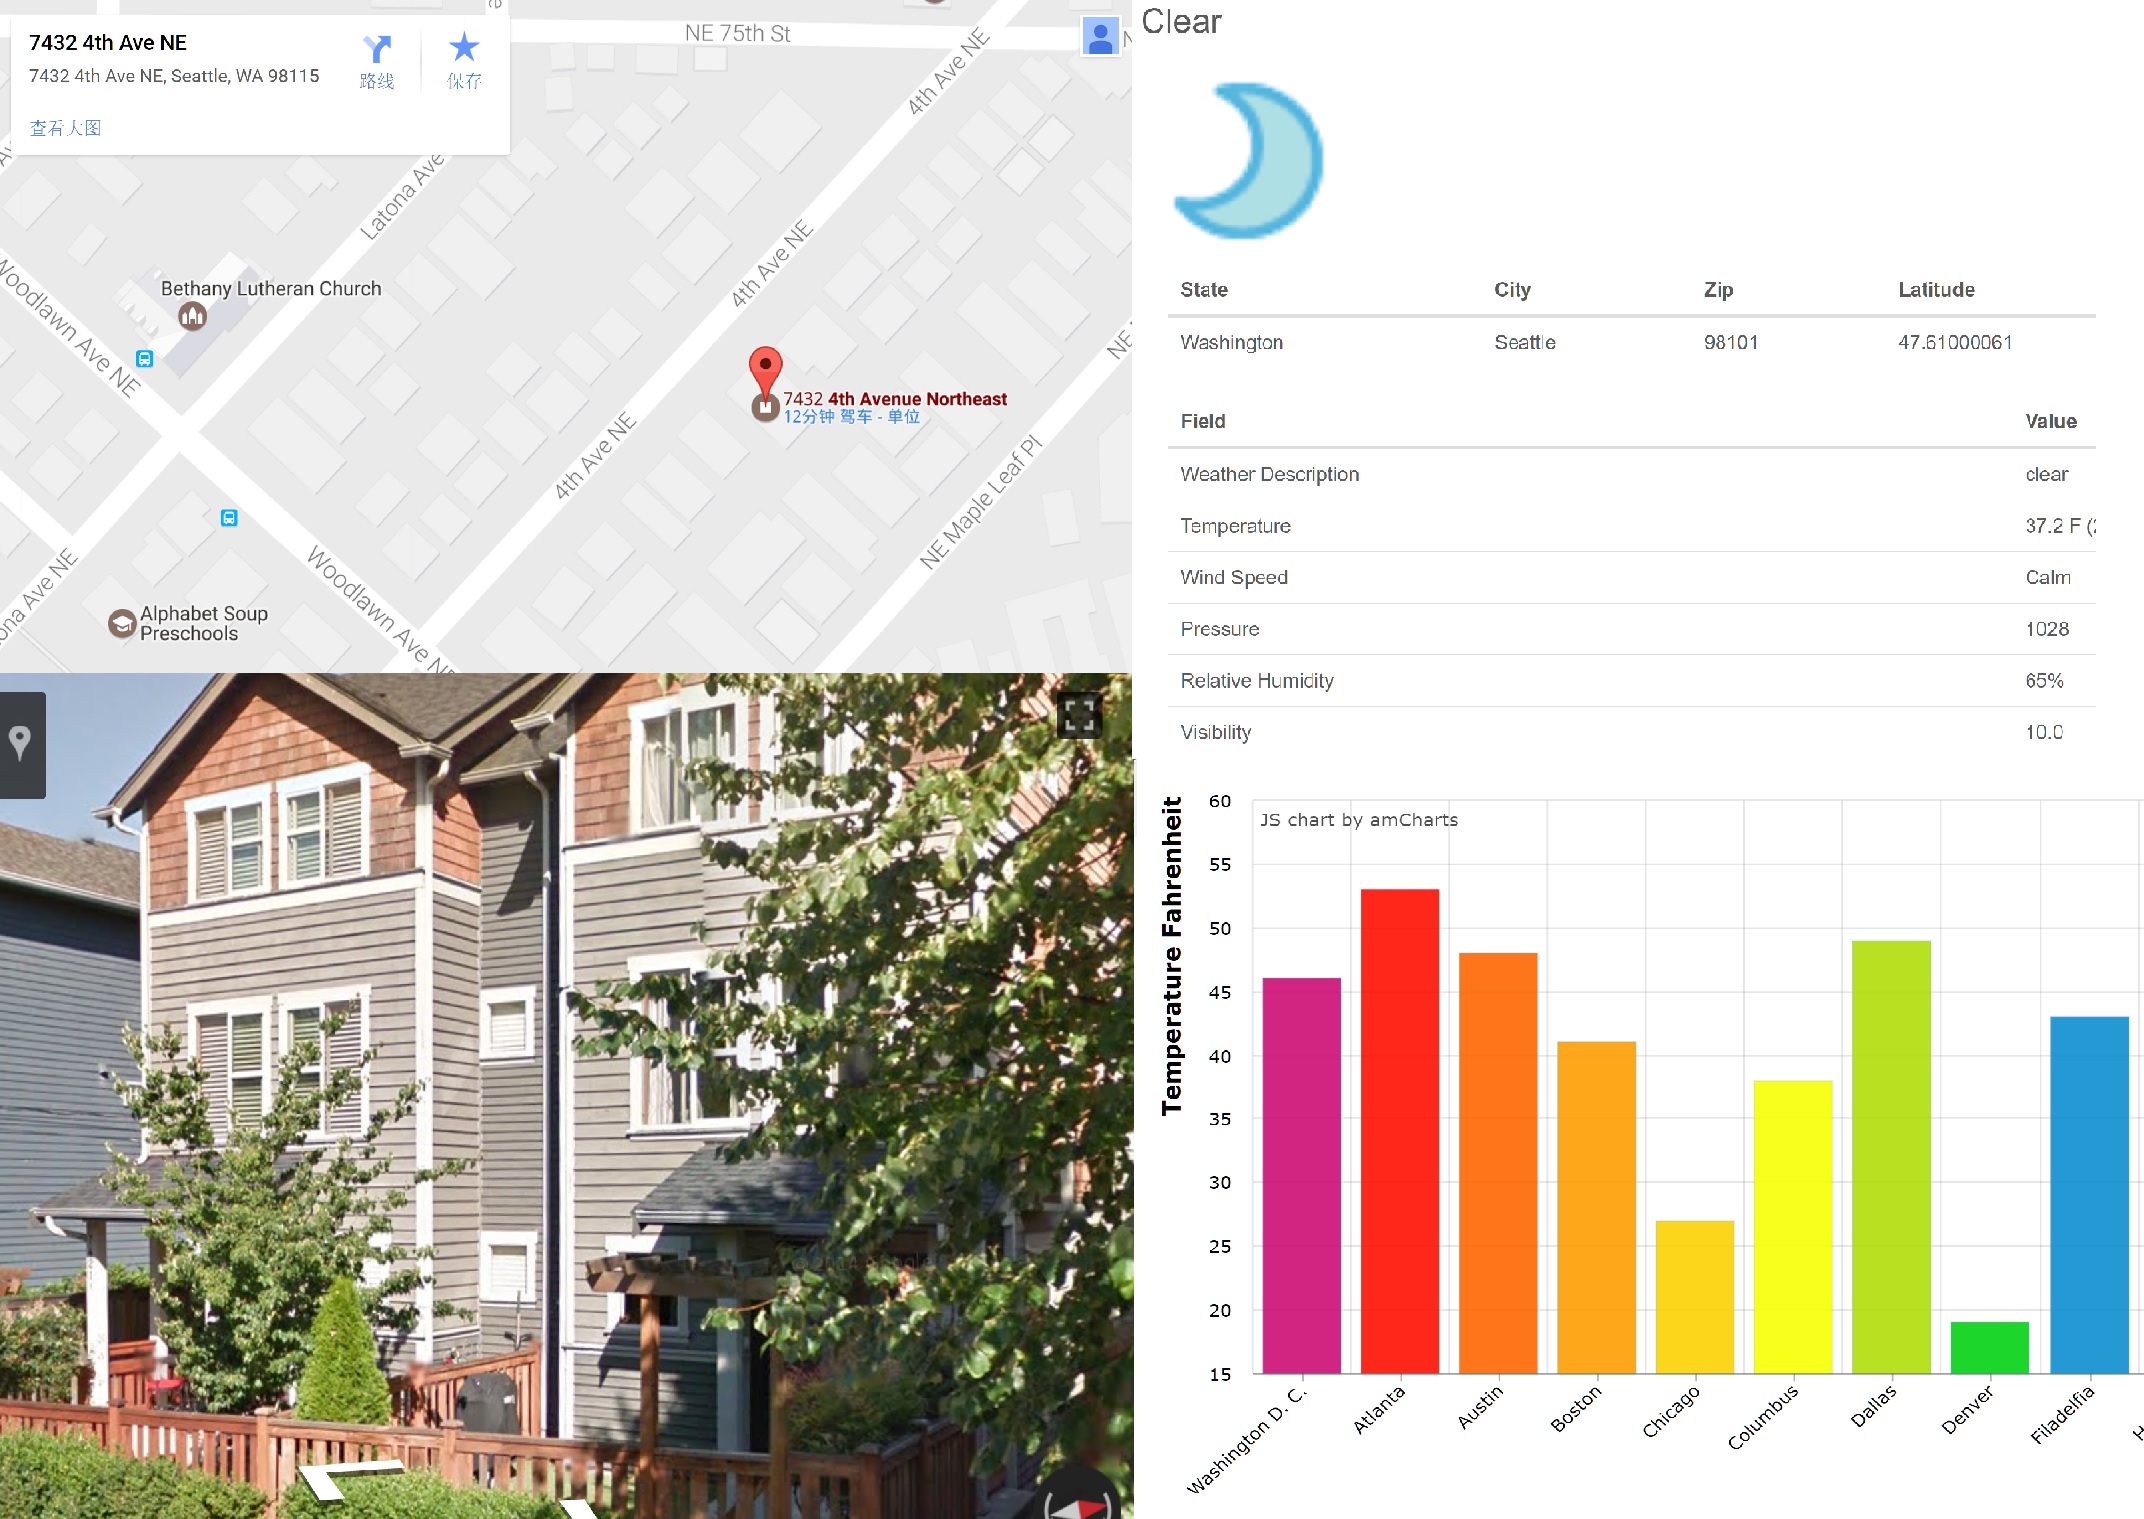 7432 4th Ave NE
7432 4th Ave NE, Seattle, WA 98115
路线
保存
查看大图
NE 75th St
4th Ave NE
Latona Ave
4th Ave NE
Bethany Lutheran Church
Woodlawn Ave NE
7432 4th Avenue Northeast
12分钟 驾车 - 单位
4th Ave NE
NE Maple Leaf Pl
NE
Woodlawn Ave NE
ona Ave NE
Alphabet Soup
Preschools
Clear
State City Zip Latitude
Washington Seattle 98101 47.61000061
Field Value
Weather Description clear
Temperature 37.2 F (
Wind Speed Calm
Pressure 1028
Relative Humidity 65%
Visibility 10.0
JS chart by amCharts
Temperature Fahrenheit
60
55
50
45
40
35
30
25
20
15
Washington D. C.
Atlanta
Austin
Boston
Chicago
Columbus
Dallas
Denver
Filadelfia
H